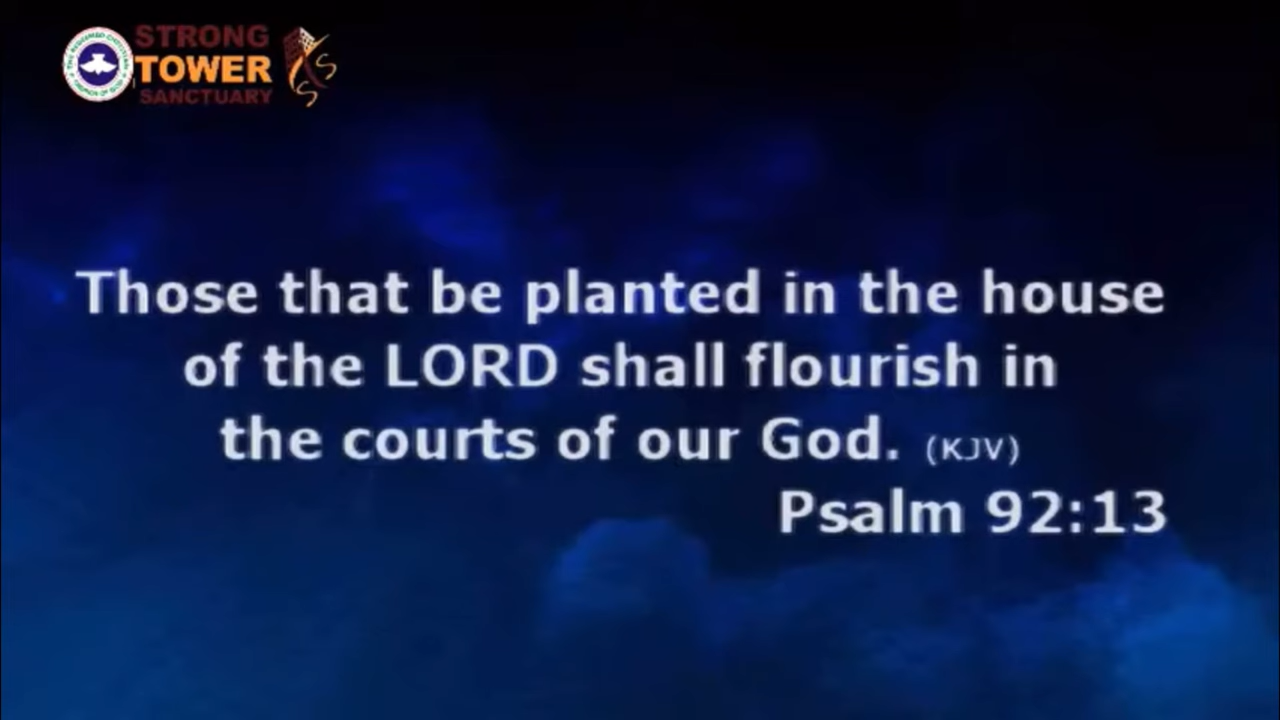 STRONG
TOWER
SANCTUARY
Those that be planted in the house
of the LORD shall flourish in
the courts of our God. (KJV)
Psalm 92:13